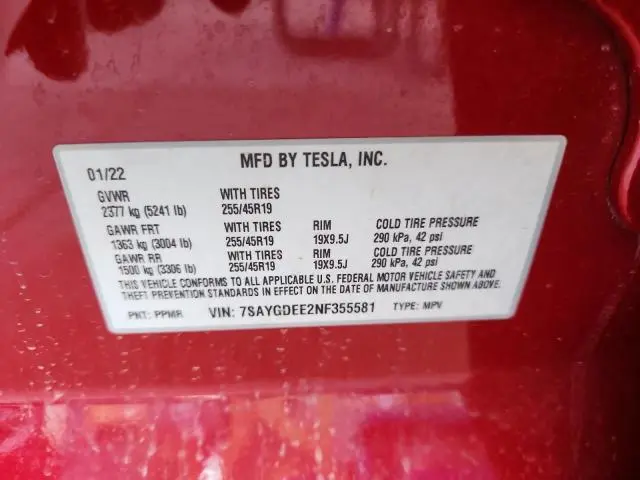 MFD BY TESLA, INC.
01/22
GVWR WITH TIRES
2377 kg (5241 lb) 255/45R19
GAWR FRT WITH TIRES RIM COLD TIRE PRESSURE
1363 kg (3004 lb) 255/45R19 19X9.5J 290 kPa, 42 psi
GAWR RR WITH TIRES RIM COLD TIRE PRESSURE
1500 kg (3306 lb) 255/45R19 19X9.5J 290 kPa, 42 psi
THIS VEHICLE CONFORMS TO ALL APPLICABLE U.S. FEDERAL MOTOR VEHICLE SAFETY AND
THEFT PREVENTION STANDARDS IN EFFECT ON THE DATE OF MANUFACTURE SHOWN ABOVE.
PNT: PPMR VIN: 7SAYGDEE2NF355581 TYPE: MPV